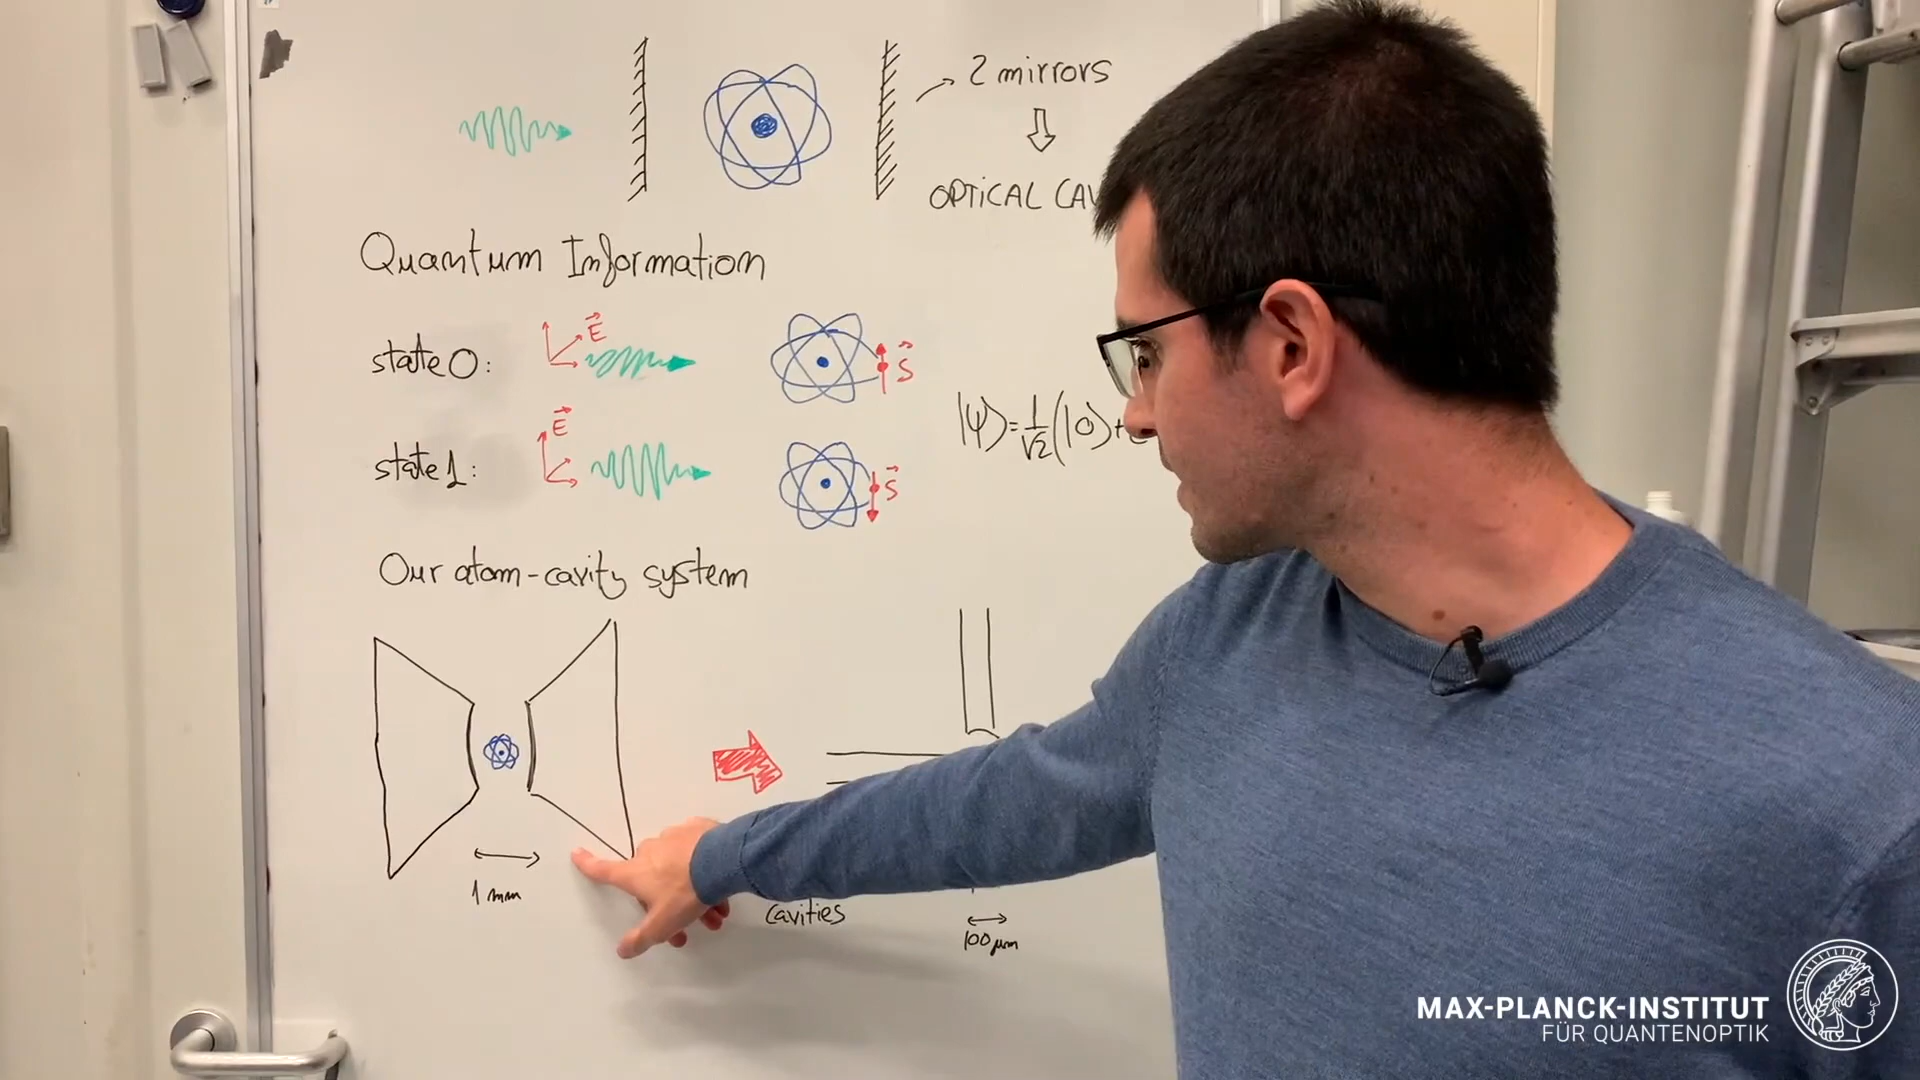 2 mirrors
OPTICAL CAV
Quantum Information
state 0:
E
S
|ψ⟩=1/√2(|0⟩+
state 1:
E
S
Our atom-cavity system
1 mm
cavities
100 μm
MAX-PLANCK-INSTITUT
FÜR QUANTENOPTIK